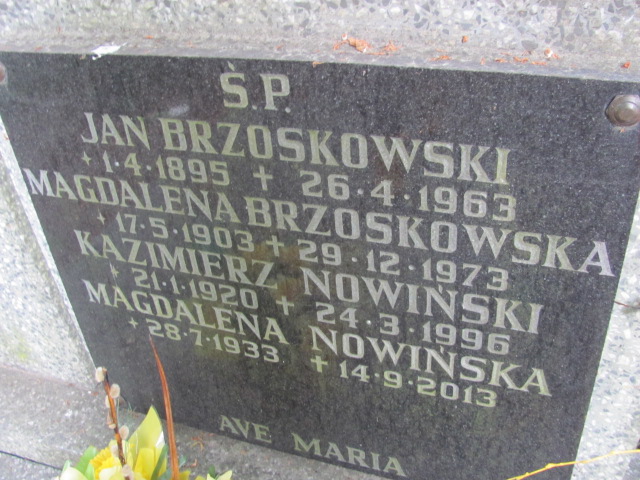 Ś.P.
JAN BRZOSKOWSKI
+ 1·4·1895 + 26·4·1963
MAGDALENA BRZOSKOWSKA
+ 17·5·1903 + 29·12·1973
KAZIMIERZ NOWIŃSKI
* 21·1·1920 + 24·3·1996
MAGDALENA NOWIŃSKA
* 28·7·1933 + 14·9·2013
AVE MARIA